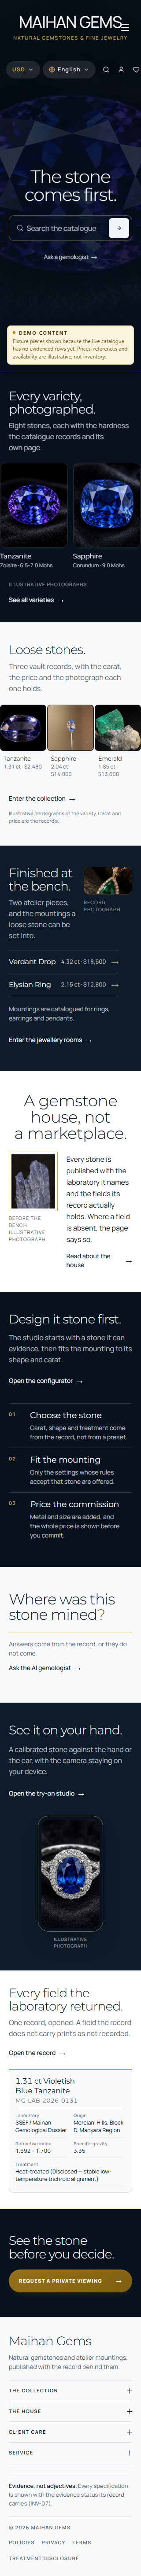 MAIHAN GEMS
NATURAL GEMSTONES & FINE JEWELRY
USD
English
The stone
comes first.
Search the catalogue
Ask a gemologist →
DEMO CONTENT
Fixture pieces shown because the live catalogue
has no evidenced rows yet. Prices, references and
availability are illustrative, not inventory.
Every variety,
photographed.
Eight stones, each with the hardness
the catalogue records and its
own page.
Tanzanite
Zoisite · 6.5–7.0 Mohs
Sapphire
Corundum · 9.0 Mohs
ILLUSTRATIVE PHOTOGRAPHS.
See all varieties →
Loose stones.
Three vault records, with the carat,
the price and the photograph each
one holds.
Tanzanite
1.31 ct · $2,480
Sapphire
2.04 ct ·
$14,800
Emerald
1.85 ct ·
$13,600
Enter the collection →
Illustrative photographs of the variety. Carat and
price are the record's.
Finished at
the bench.
Two atelier pieces,
and the mountings a
loose stone can be
set into.
RECORD
PHOTOGRAPH
Verdant Drop 4.32 ct · $18,500 →
Elysian Ring 2.15 ct · $12,800 →
Mountings are catalogued for rings,
earrings and pendants.
Enter the jewellery rooms →
A gemstone
house, not
a marketplace.
BEFORE THE
BENCH.
ILLUSTRATIVE
PHOTOGRAPH
Every stone is
published with the
laboratory it names
and the fields its
record actually
holds. Where a field
is absent, the page
says so.
Read about the
house →
Design it stone first.
The studio starts with a stone it can
evidence, then fits the mounting to its
shape and carat.
Open the configurator →
01 Choose the stone
Carat, shape and treatment come
from the record, not from a preset.
02 Fit the mounting
Only the settings whose rules
accept that stone are offered.
03 Price the commission
Metal and size are added, and
the whole price is shown before
you commit.
Where was this
stone mined?
Answers come from the record, or they do
not come.
Ask the AI gemologist →
See it on your hand.
A calibrated stone against the hand or
the ear, with the camera staying on
your device.
Open the try-on studio →
ILLUSTRATIVE
PHOTOGRAPH
Every field the
laboratory returned.
One record, opened. A field the record
does not carry prints as not recorded.
Open the record →
1.31 ct Violetish
Blue Tanzanite
MG-LAB-2026-0131
Laboratory
SSEF / Maihan
Gemological Dossier
Origin
Merelani Hills, Block
D, Manyara Region
Refractive index
1.692 – 1.700
Specific gravity
3.35
Treatment
Heat-treated (Disclosed — stable low-
temperature trichroic alignment)
See the stone
before you decide.
REQUEST A PRIVATE VIEWING →
Maihan Gems
Natural gemstones and atelier mountings,
published with the record behind them.
THE COLLECTION
THE HOUSE
CLIENT CARE
SERVICE
Evidence, not adjectives. Every specification
is shown with the evidence status its record
carries (INV-07).
© 2026 MAIHAN GEMS
POLICIES PRIVACY TERMS
TREATMENT DISCLOSURE